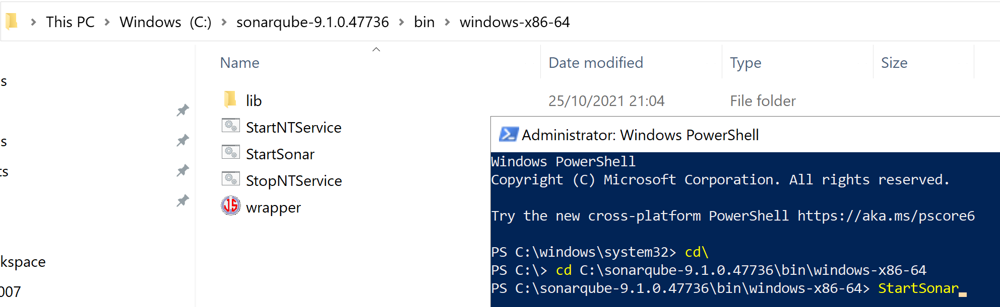 This PC > Windows (C:) > sonarqube-9.1.0.47736 > bin > windows-x86-64
Name Date modified Type Size
s
lib 25/10/2021 21:04 File folder
StartNTService
s
StartSonar
ts
StopNTService
wrapper
kspace
007
Administrator: Windows PowerShell
Windows PowerShell
Copyright (C) Microsoft Corporation. All rights reserved.
Try the new cross-platform PowerShell https://aka.ms/pscore6
PS C:\windows\system32> cd\
PS C:\> cd C:\sonarqube-9.1.0.47736\bin\windows-x86-64
PS C:\sonarqube-9.1.0.47736\bin\windows-x86-64> StartSonar